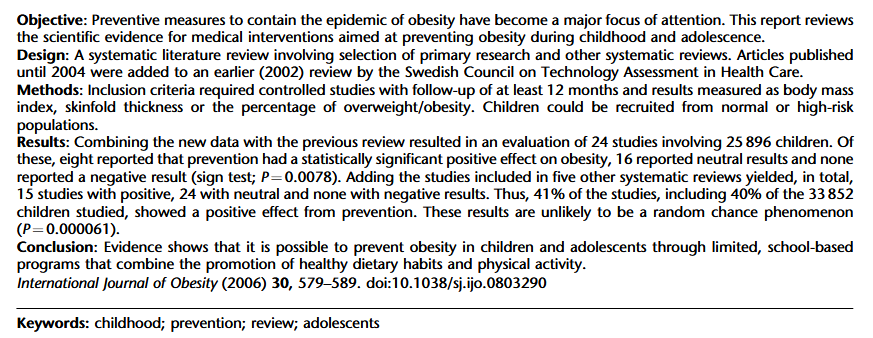 Objective: Preventive measures to contain the epidemic of obesity have become a major focus of attention. This report reviews
the scientific evidence for medical interventions aimed at preventing obesity during childhood and adolescence.
Design: A systematic literature review involving selection of primary research and other systematic reviews. Articles published
until 2004 were added to an earlier (2002) review by the Swedish Council on Technology Assessment in Health Care.
Methods: Inclusion criteria required controlled studies with follow-up of at least 12 months and results measured as body mass
index, skinfold thickness or the percentage of overweight/obesity. Children could be recruited from normal or high-risk
populations.
Results: Combining the new data with the previous review resulted in an evaluation of 24 studies involving 25 896 children. Of
these, eight reported that prevention had a statistically significant positive effect on obesity, 16 reported neutral results and none
reported a negative result (sign test; P=0.0078). Adding the studies included in five other systematic reviews yielded, in total,
15 studies with positive, 24 with neutral and none with negative results. Thus, 41% of the studies, including 40% of the 33 852
children studied, showed a positive effect from prevention. These results are unlikely to be a random chance phenomenon
(P=0.000061).
Conclusion: Evidence shows that it is possible to prevent obesity in children and adolescents through limited, school-based
programs that combine the promotion of healthy dietary habits and physical activity.
International Journal of Obesity (2006) 30, 579–589. doi:10.1038/sj.ijo.0803290
Keywords: childhood; prevention; review; adolescents